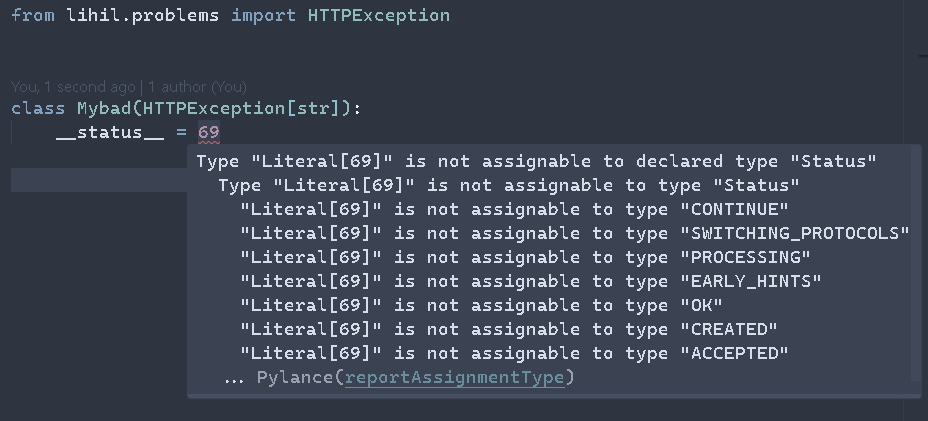 from lihil.problems import HTTPException
You, 1 second ago | 1 author (You)
class Mybad(HTTPException[str]):
__status__ = 69
Type "Literal[69]" is not assignable to declared type "Status"
Type "Literal[69]" is not assignable to type "Status"
"Literal[69]" is not assignable to type "CONTINUE"
"Literal[69]" is not assignable to type "SWITCHING_PROTOCOLS"
"Literal[69]" is not assignable to type "PROCESSING"
"Literal[69]" is not assignable to type "EARLY_HINTS"
"Literal[69]" is not assignable to type "OK"
"Literal[69]" is not assignable to type "CREATED"
"Literal[69]" is not assignable to type "ACCEPTED"
... Pylance(reportAssignmentType)